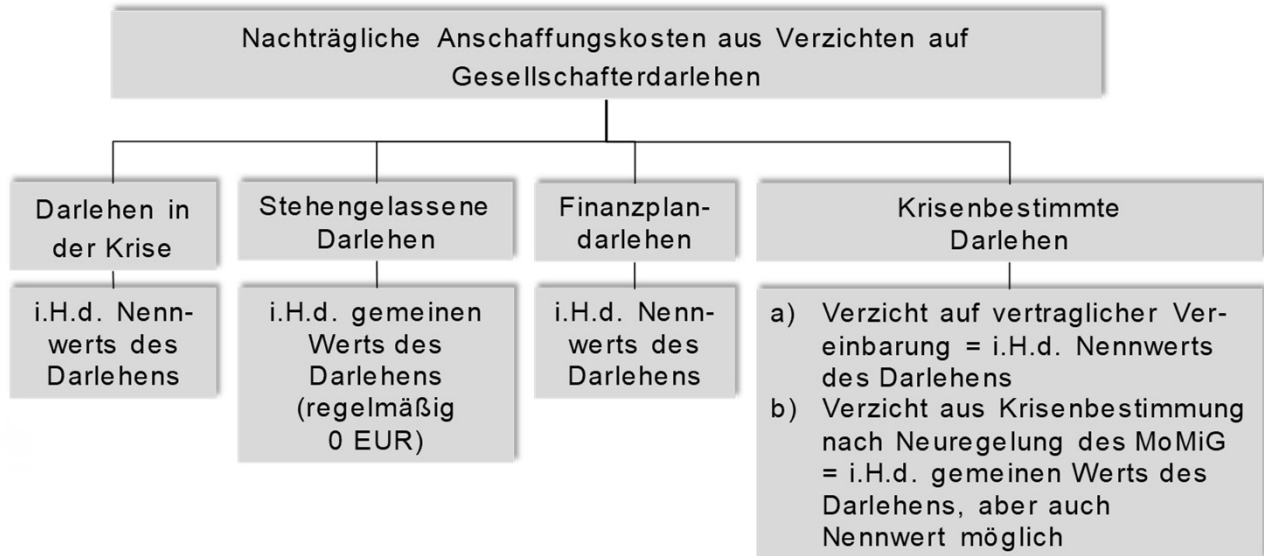 Nachträgliche Anschaffungskosten aus Verzichten auf
Gesellschafterdarlehen
Darlehen in
der Krise
i.H.d. Nenn-
werts des
Darlehens
Stehengelassene
Darlehen
i.H.d. gemeinen
Werts des
Darlehens
(regelmäßig
0 EUR)
Finanzplan-
darlehen
i.H.d. Nenn-
werts des
Darlehens
Krisenbestimmte
Darlehen
a) Verzicht auf vertraglicher Ver-
einbarung = i.H.d. Nennwerts
des Darlehens
b) Verzicht aus Krisenbestimmung
nach Neuregelung des MoMiG
= i.H.d. gemeinen Werts des
Darlehens, aber auch
Nennwert möglich